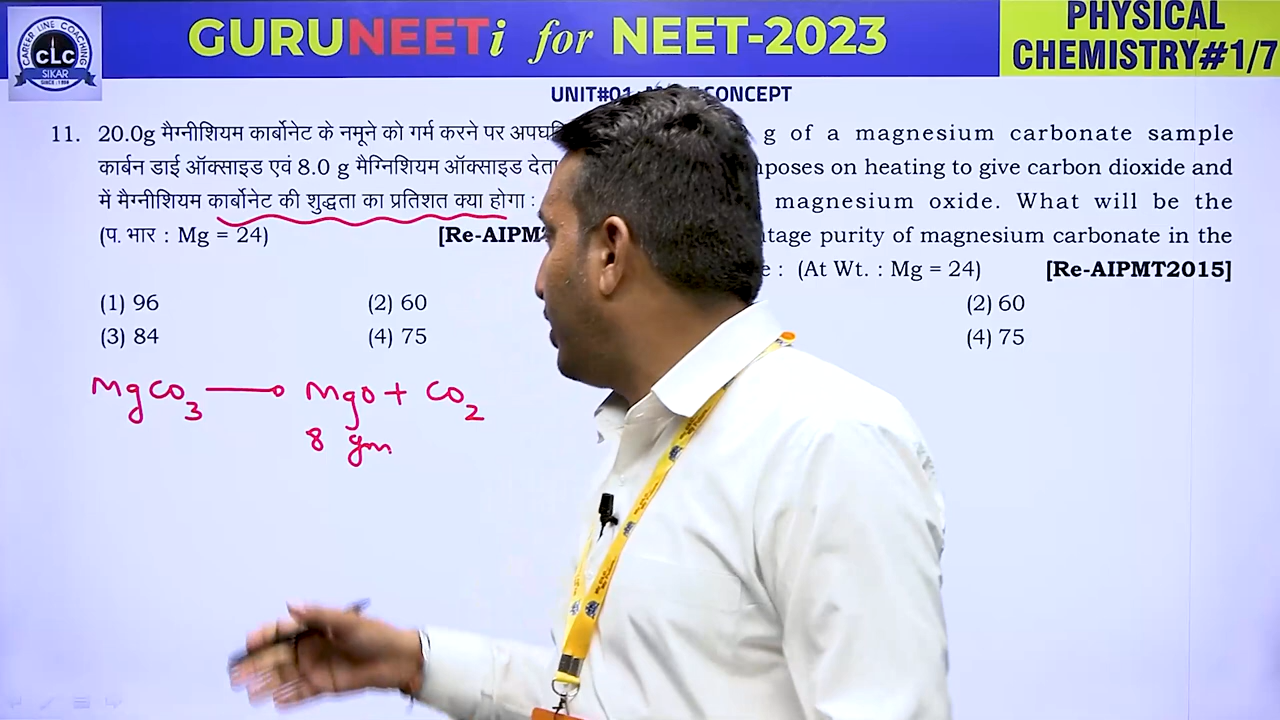 CAREER LINE COACHING
CLC
SIKAR
SINCE : 1996
GURUNEETi for NEET-2023
PHYSICAL
CHEMISTRY#1/7
UNIT#01 CONCEPT
11. 20.0g मैग्नीशियम कार्बोनेट के नमूने को गर्म करने पर
कार्बन डाई ऑक्साइड एवं 8.0 g मैग्निशियम ऑक्साइड देता
में मैग्नीशियम कार्बोनेट की शुद्धता का प्रतिशत क्या होगा :
(प. भार : Mg = 24) [Re-AIPM
(1) 96 (2) 60
(3) 84 (4) 75
g of a magnesium carbonate sample
mposes on heating to give carbon dioxide and
magnesium oxide. What will be the
ntage purity of magnesium carbonate in the
e : (At Wt. : Mg = 24) [Re-AIPMT2015]
(2) 60
(4) 75
MgCO3 → MgO + CO2
8 gm